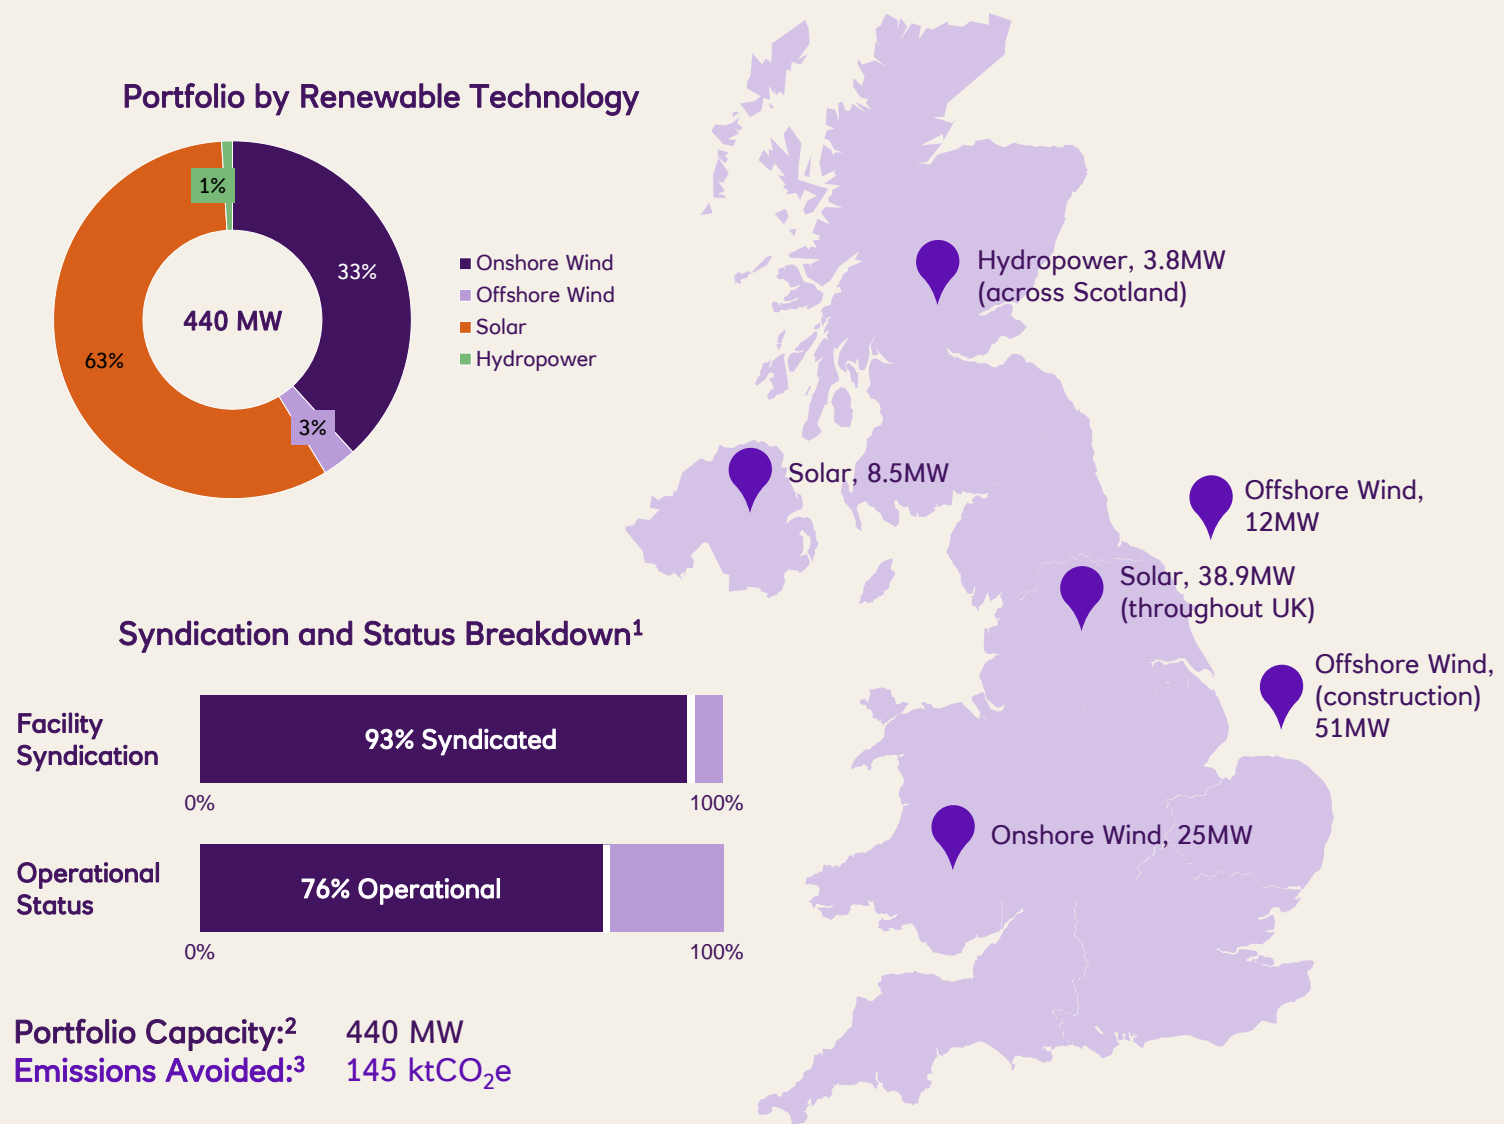 Portfolio by Renewable Technology
1%
33%
440 MW
63%
3%
Onshore Wind
Offshore Wind
Solar
Hydropower
Syndication and Status Breakdown¹
Facility
Syndication
93% Syndicated
0%
100%
Operational
Status
76% Operational
0%
100%
Portfolio Capacity:² 440 MW
Emissions Avoided:³ 145 ktCO₂e
Hydropower, 3.8MW
(across Scotland)
Solar, 8.5MW
Offshore Wind,
12MW
Solar, 38.9MW
(throughout UK)
Offshore Wind,
(construction)
51MW
Onshore Wind, 25MW